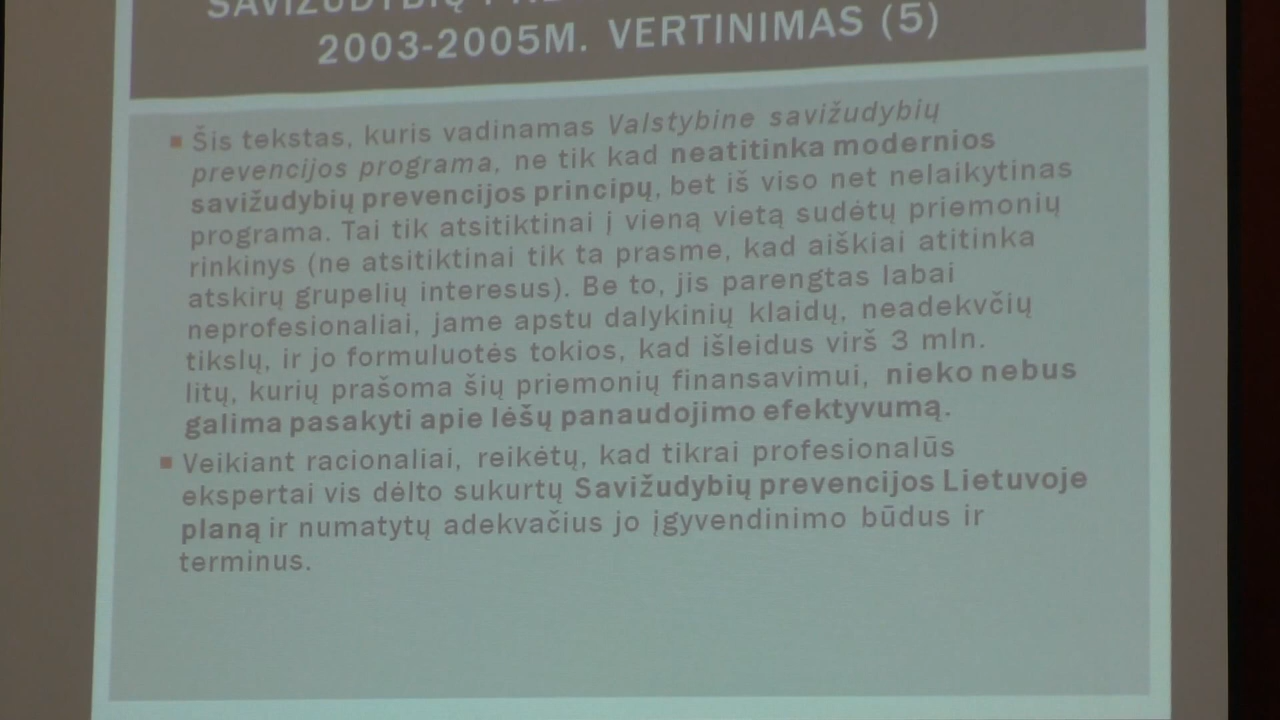 SAVIŽUDYBIŲ
2003-2005M. VERTINIMAS (5)
Šis tekstas, kuris vadinamas Valstybine savižudybių
prevencijos programa, ne tik kad neatitinka modernios
savižudybių prevencijos principų, bet iš viso net nelaikytinas
programa. Tai tik atsitiktinai į vieną vietą sudėtų priemonių
rinkinys (ne atsitiktinai tik ta prasme, kad aiškiai atitinka
atskirų grupelių interesus). Be to, jis parengtas labai
neprofesionaliai, jame apstu dalykinių klaidų, neadekvčių
tikslų, ir jo formuluotės tokios, kad išleidus virš 3 mln.
litų, kurių prašoma šių priemonių finansavimui, nieko nebus
galima pasakyti apie lėšų panaudojimo efektyvumą.
Veikiant racionaliai, reikėtų, kad tikrai profesionalūs
ekspertai vis dėlto sukurtų Savižudybių prevencijos Lietuvoje
planą ir numatytų adekvačius jo įgyvendinimo būdus ir
terminus.